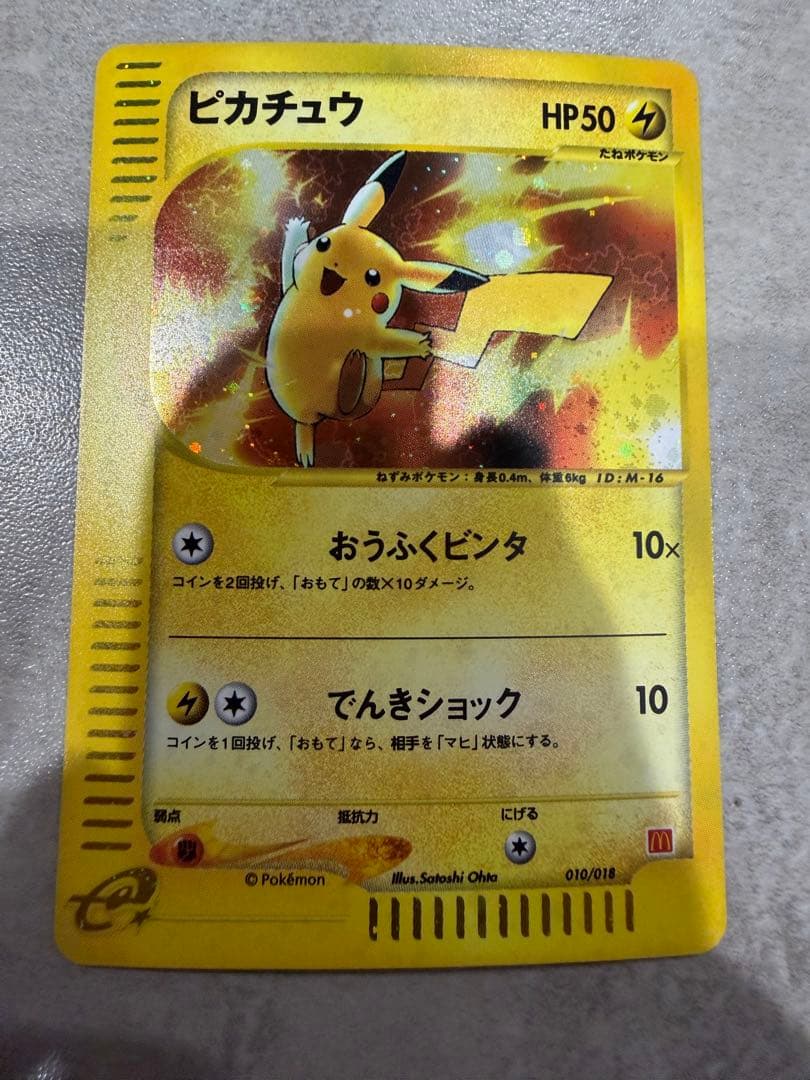 ピカチュウ HP50
たねポケモン
ねずみポケモン：身長0.4m、体重6kg ID:M-16
おうふくビンタ 10×
コインを2回投げ、「おもて」の数×10ダメージ。
でんきショック 10
コインを1回投げ、「おもて」なら、相手を「マヒ」状態にする。
弱点 抵抗力 にげる
©Pokémon Illus.Satoshi Ohta 010/018